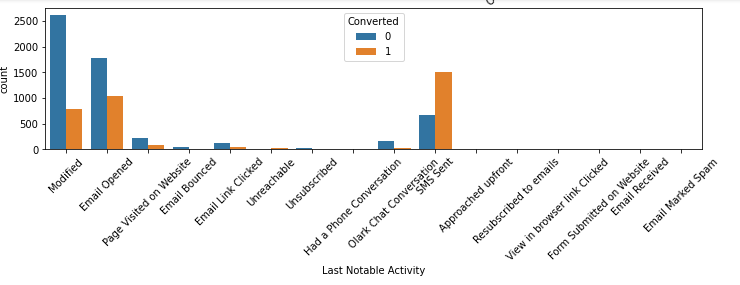 Converted
0
1
2500
2000
1500
1000
500
0
count
Modified
Email Opened
Page Visited on Website
Email Bounced
Email Link Clicked
Unreachable
Unsubscribed
Had a Phone Conversation
Olark Chat Conversation
SMS Sent
Approached upfront
Resubscribed to emails
View in browser link Clicked
Form Submitted on Website
Email Received
Email Marked Spam
Last Notable Activity